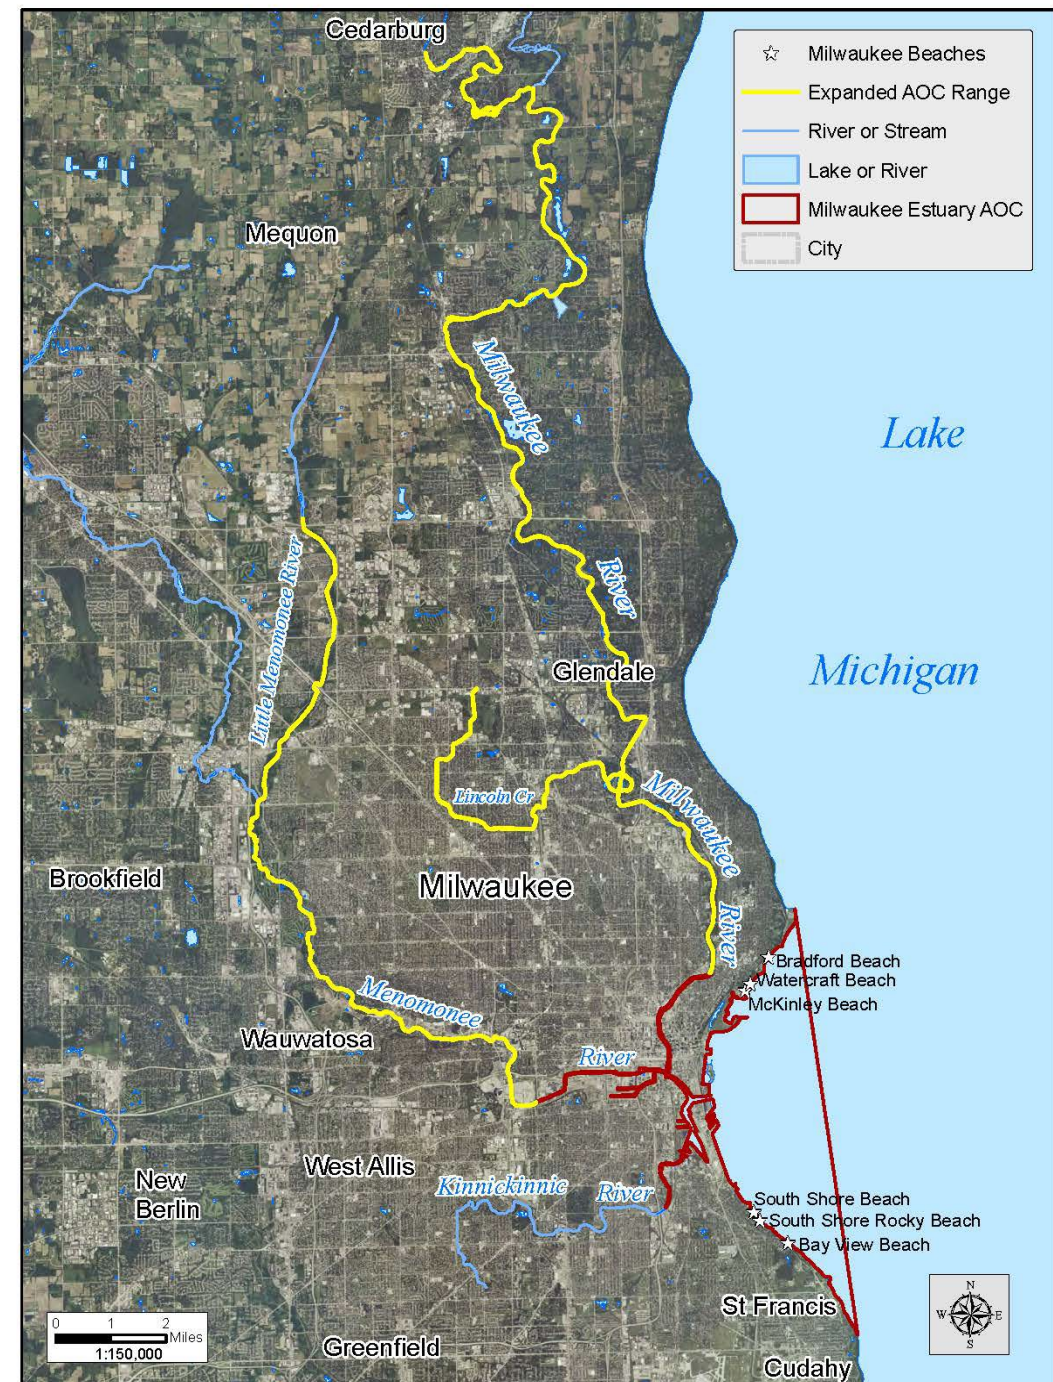 Cedarburg
Milwaukee Beaches
Expanded AOC Range
River or Stream
Lake or River
Milwaukee Estuary AOC
City
Mequon
Milwaukee
Lake
River
Little Menomonee River
Glendale
Michigan
Lincoln Cr
Milwaukee
Brookfield
Milwaukee
River
Bradford Beach
Watercraft Beach
McKinley Beach
Menomonee
Wauwatosa
River
West Allis
New
Berlin
Kinnickinnic River
South Shore Beach
South Shore Rocky Beach
Bay View Beach
St Francis
N
W E
S
0 1 2
Miles
1:150,000
Greenfield
Cudahy